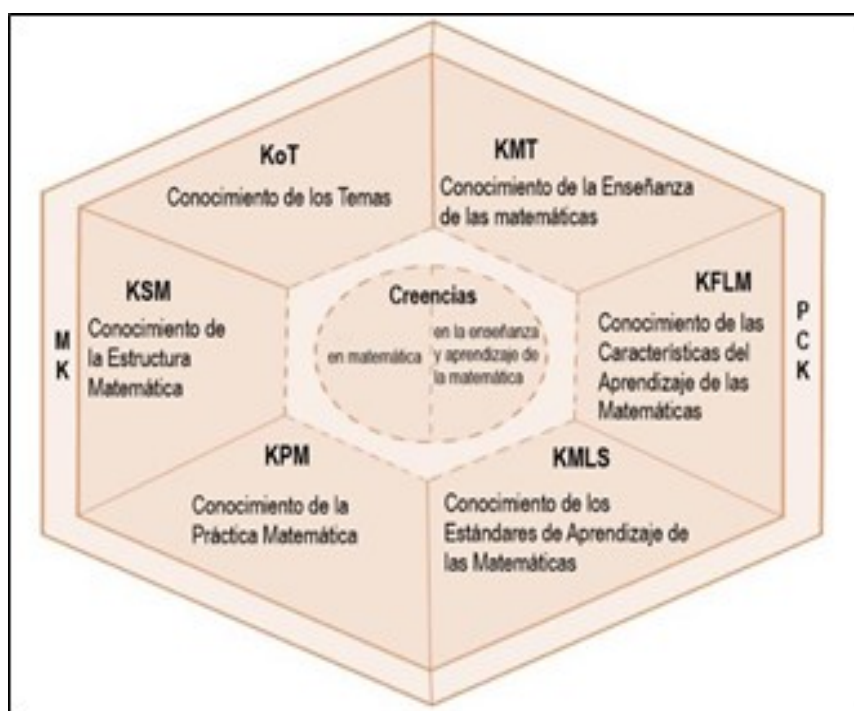 KoT
Conocimiento de los Temas
KMT
Conocimiento de la Enseñanza
de las matemáticas
KSM
Conocimiento de
la Estructura
Matemática
MK
Creencias
en matemática
en la enseñanza
y aprendizaje de
la matemática
KFLM
Conocimiento de las
Características del
Aprendizaje de las
Matemáticas
PCK
KPM
Conocimiento de la
Práctica Matemática
KMLS
Conocimiento de los
Estándares de Aprendizaje de
las Matemáticas